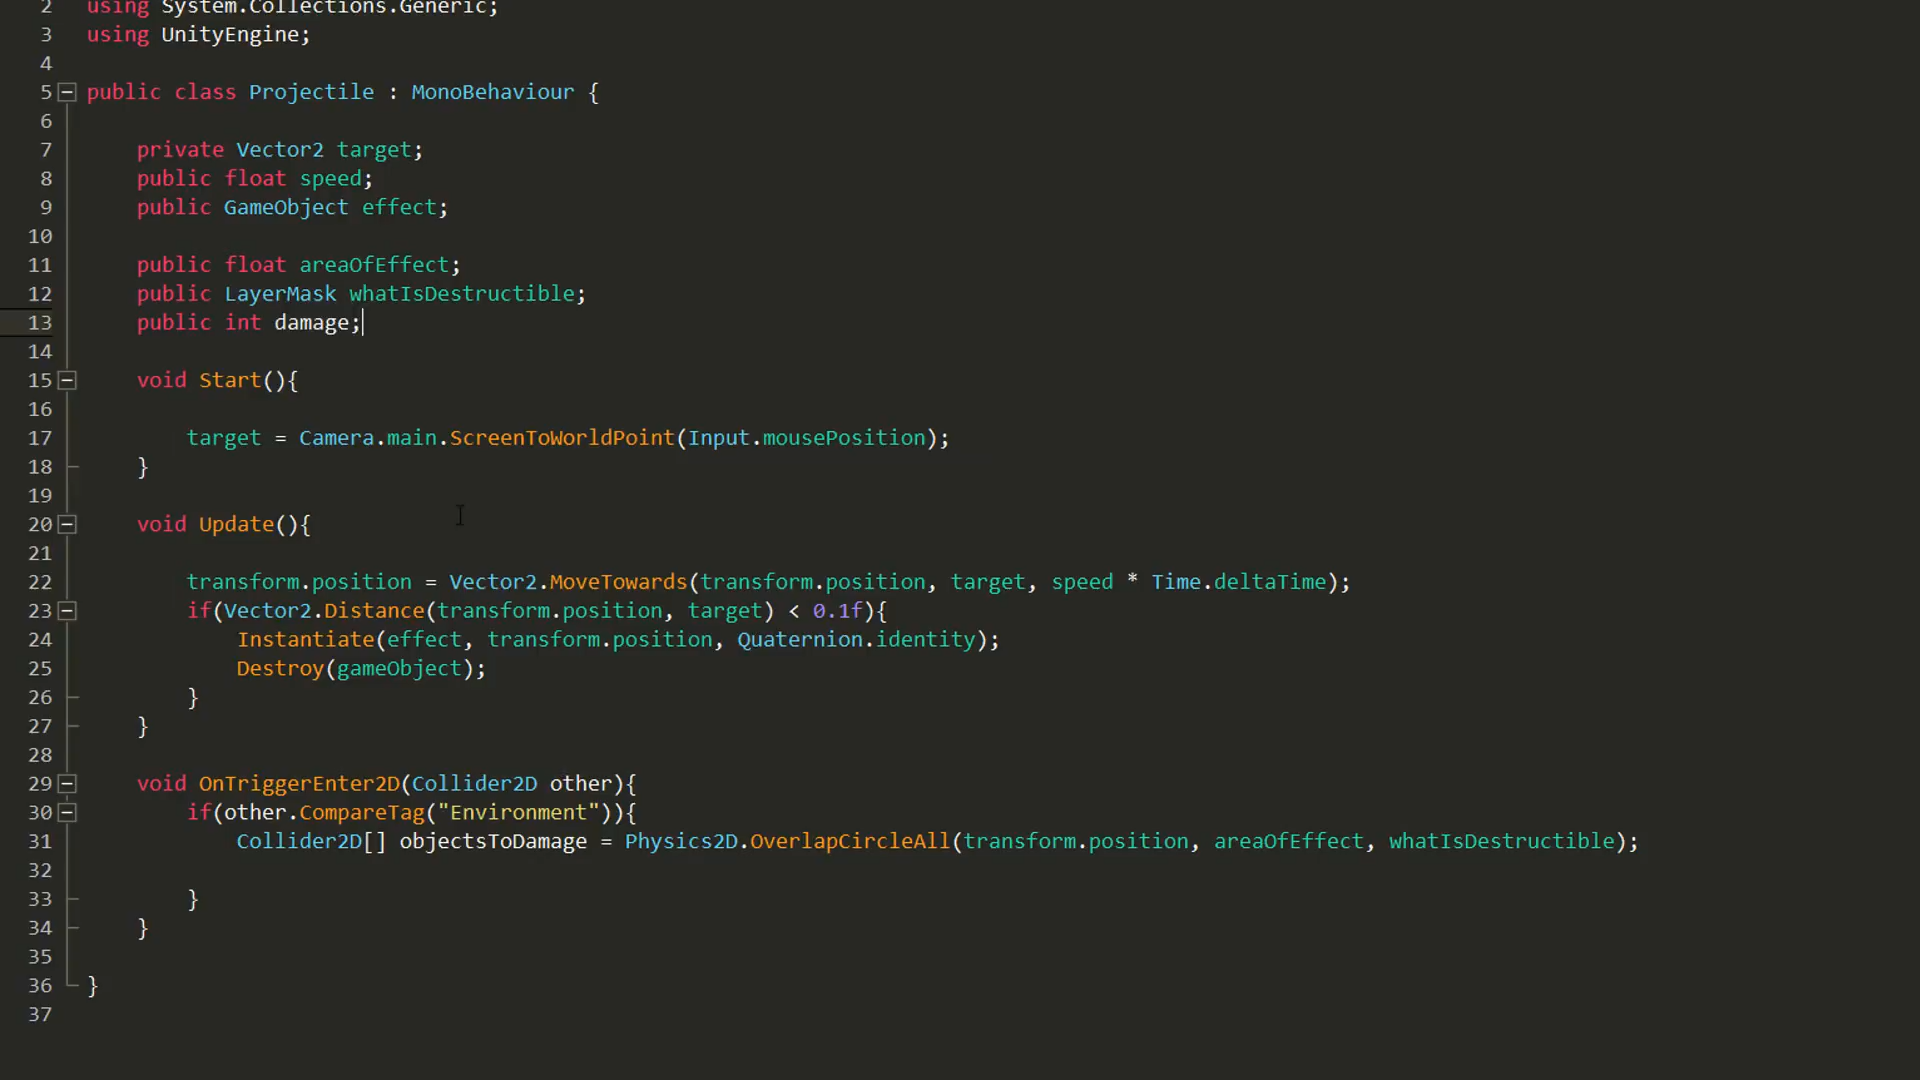 2 using System.Collections.Generic;
3 using UnityEngine;
4
5 public class Projectile : MonoBehaviour {
6
7 private Vector2 target;
8 public float speed;
9 public GameObject effect;
10
11 public float areaOfEffect;
12 public LayerMask whatIsDestructible;
13 public int damage;
14
15 void Start(){
16
17 target = Camera.main.ScreenToWorldPoint(Input.mousePosition);
18 }
19
20 void Update(){
21
22 transform.position = Vector2.MoveTowards(transform.position, target, speed * Time.deltaTime);
23 if(Vector2.Distance(transform.position, target) < 0.1f){
24 Instantiate(effect, transform.position, Quaternion.identity);
25 Destroy(gameObject);
26 }
27 }
28
29 void OnTriggerEnter2D(Collider2D other){
30 if(other.CompareTag("Environment")){
31 Collider2D[] objectsToDamage = Physics2D.OverlapCircleAll(transform.position, areaOfEffect, whatIsDestructible);
32
33 }
34 }
35
36 }
37